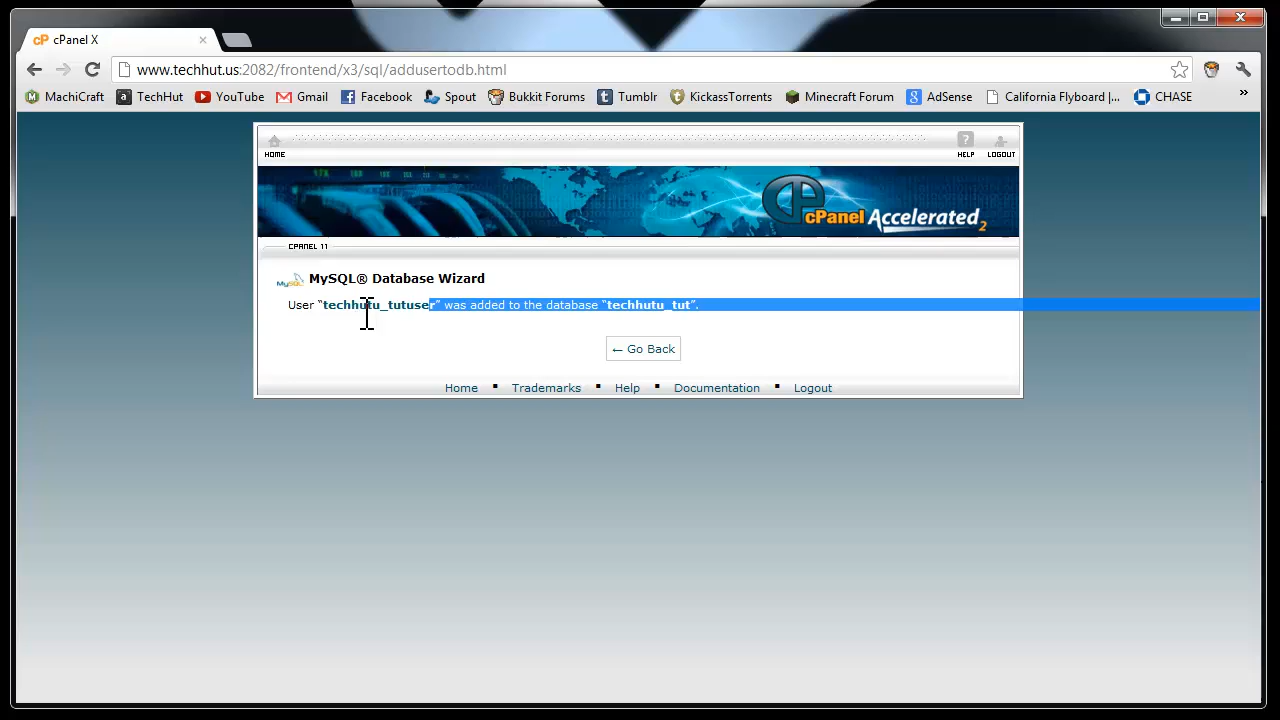 cPanel X
www.techhut.us:2082/frontend/x3/sql/addusertodb.html
MachiCraft TechHut YouTube Gmail Facebook Spout Bukkit Forums Tumblr KickassTorrents Minecraft Forum AdSense California Flyboard |... CHASE »
HOME HELP LOGOUT
cPanel Accelerated2
CPANEL 11
MySQL® Database Wizard
User “techhutu_tutuser” was added to the database “techhutu_tut”.
← Go Back
Home ▪ Trademarks ▪ Help ▪ Documentation ▪ Logout